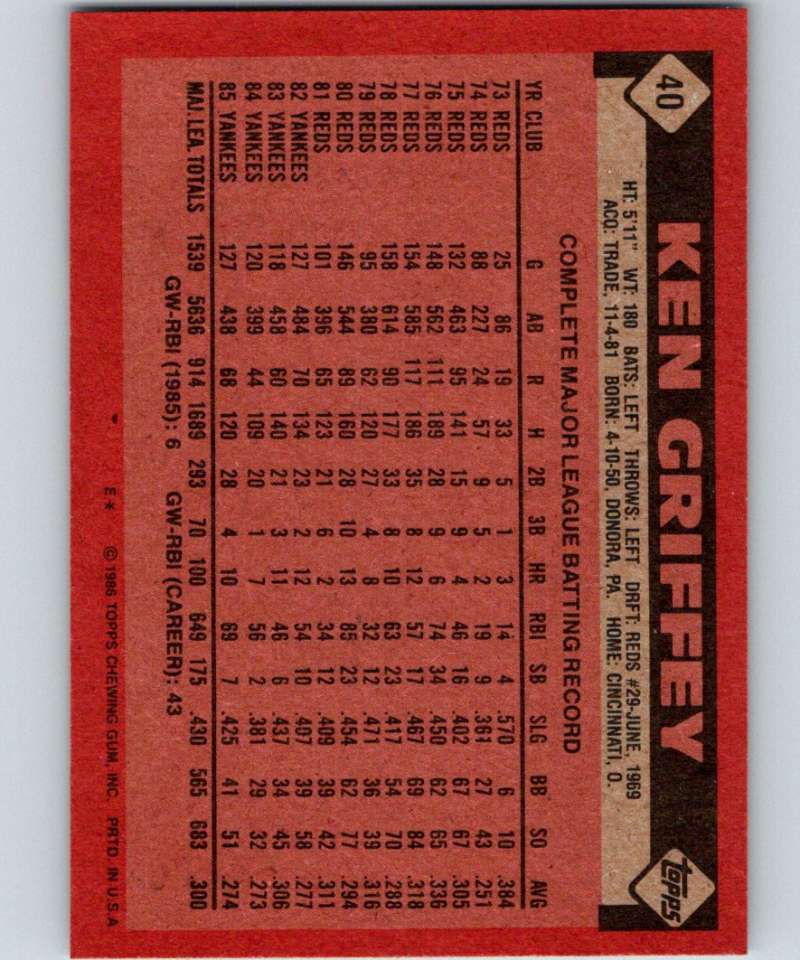 40
KEN GRIFFEY
topps
HT: 5'11" WT: 180 BATS: LEFT THROWS: LEFT DRFT: REDS #29-JUNE, 1969
ACQ: TRADE, 11-4-81 BORN: 4-10-50, DONORA, PA. HOME: CINCINNATI, O.
COMPLETE MAJOR LEAGUE BATTING RECORD
YR CLUB G AB R H 2B 3B HR RBI SB SLG BB SO AVG
73 REDS 25 86 19 33 5 1 3 14 4 .570 6 10 .384
74 REDS 88 227 24 57 9 5 2 19 9 .361 27 43 .251
75 REDS 132 463 95 141 15 9 4 46 16 .402 67 67 .305
76 REDS 148 562 111 189 28 9 6 74 34 .450 62 65 .336
77 REDS 154 585 117 186 35 8 12 57 17 .467 69 84 .318
78 REDS 158 614 90 177 33 8 10 63 23 .417 54 70 .288
79 REDS 95 380 62 120 27 4 8 32 12 .471 36 39 .316
80 REDS 146 544 89 160 28 10 13 85 23 .454 62 77 .294
81 REDS 101 396 65 123 21 6 2 34 12 .409 39 42 .311
82 YANKEES 127 484 70 134 23 2 12 54 10 .407 39 58 .277
83 YANKEES 118 458 60 140 21 3 11 46 6 .437 34 45 .306
84 YANKEES 120 399 44 109 20 1 7 56 2 .381 29 32 .273
85 YANKEES 127 438 68 120 28 4 10 69 7 .425 41 51 .274
MAJ. LEA. TOTALS 1539 5636 914 1689 293 70 100 649 175 .430 565 683 .300
GW-RBI (1985): 6 GW-RBI (CAREER): 43
* E* © 1986 TOPPS CHEWING GUM, INC. PRTD. IN U.S.A